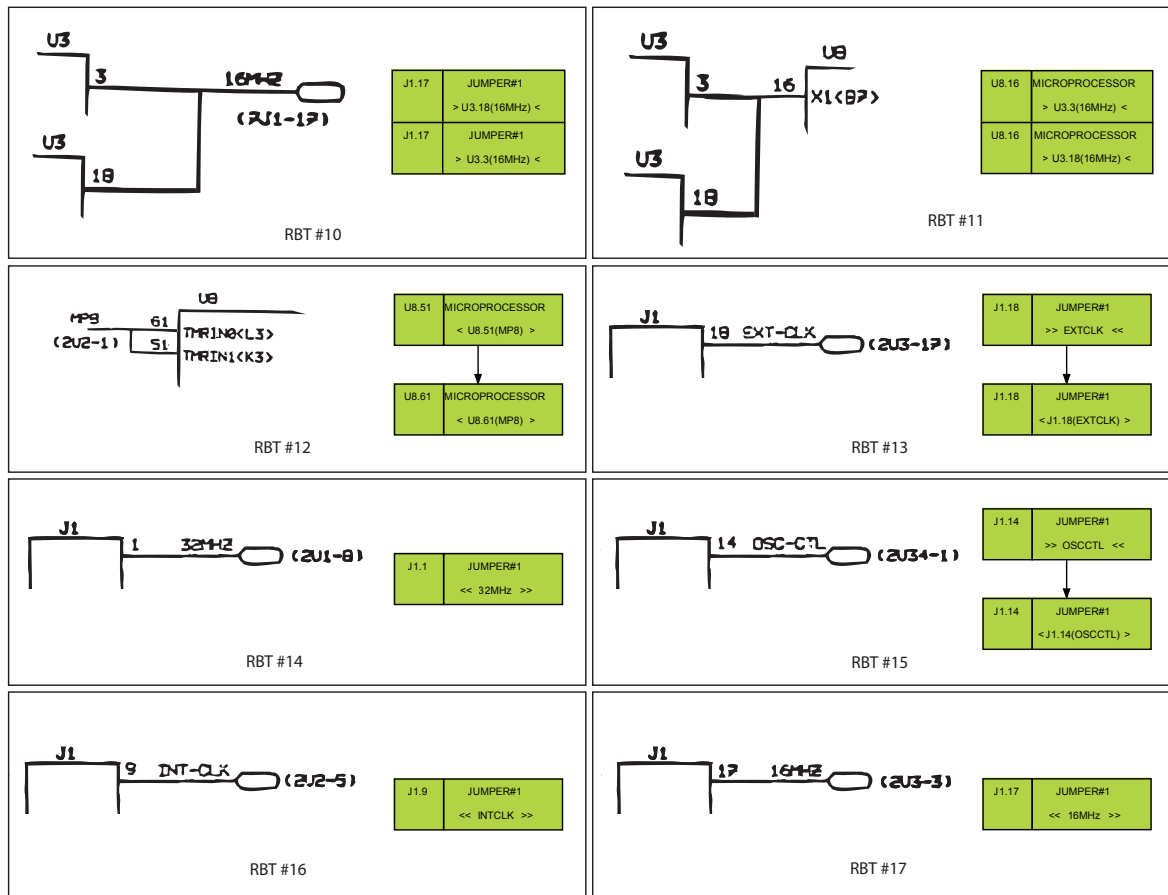 U3
3
16MHZ
(7J1-17)
U3
18
J1.17 JUMPER#1
> U3.18(16MHz) <
J1.17 JUMPER#1
> U3.3(16MHz) <
RBT #10
U3
3
U8
16
X1<B7>
U3
18
U8.16 MICROPROCESSOR
> U3.3(16MHz) <
U8.16 MICROPROCESSOR
> U3.18(16MHz) <
RBT #11
U8
MP8
(2U2-1)
61
TMRIN0<L3>
51
TMRIN1<K3>
U8.51 MICROPROCESSOR
< U8.51(MP8) >
U8.61 MICROPROCESSOR
< U8.61(MP8) >
RBT #12
J1
18 EXT-CLK
(2U3-17)
J1.18 JUMPER#1
>> EXTCLK <<
J1.18 JUMPER#1
<J1.18(EXTCLK) >
RBT #13
J1
1 32MHZ
(2U1-8)
J1.1 JUMPER#1
<< 32MHz >>
RBT #14
J1
14 OSC-CTL
(2U34-1)
J1.14 JUMPER#1
>> OSCCTL <<
J1.14 JUMPER#1
<J1.14(OSCCTL) >
RBT #15
J1
9 INT-CLK
(2U2-5)
J1.9 JUMPER#1
<< INTCLK >>
RBT #16
J1
17 16MHZ
(2U3-3)
J1.17 JUMPER#1
<< 16MHz >>
RBT #17